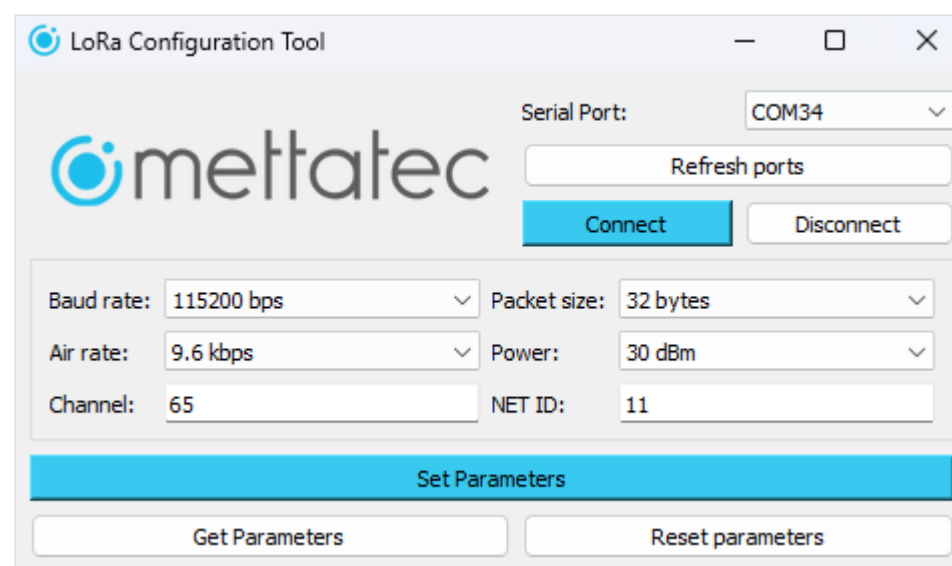 LoRa Configuration Tool
Serial Port: COM34
mettatec
Refresh ports
Connect Disconnect
Baud rate: 115200 bps Packet size: 32 bytes
Air rate: 9.6 kbps Power: 30 dBm
Channel: 65 NET ID: 11
Set Parameters
Get Parameters Reset parameters